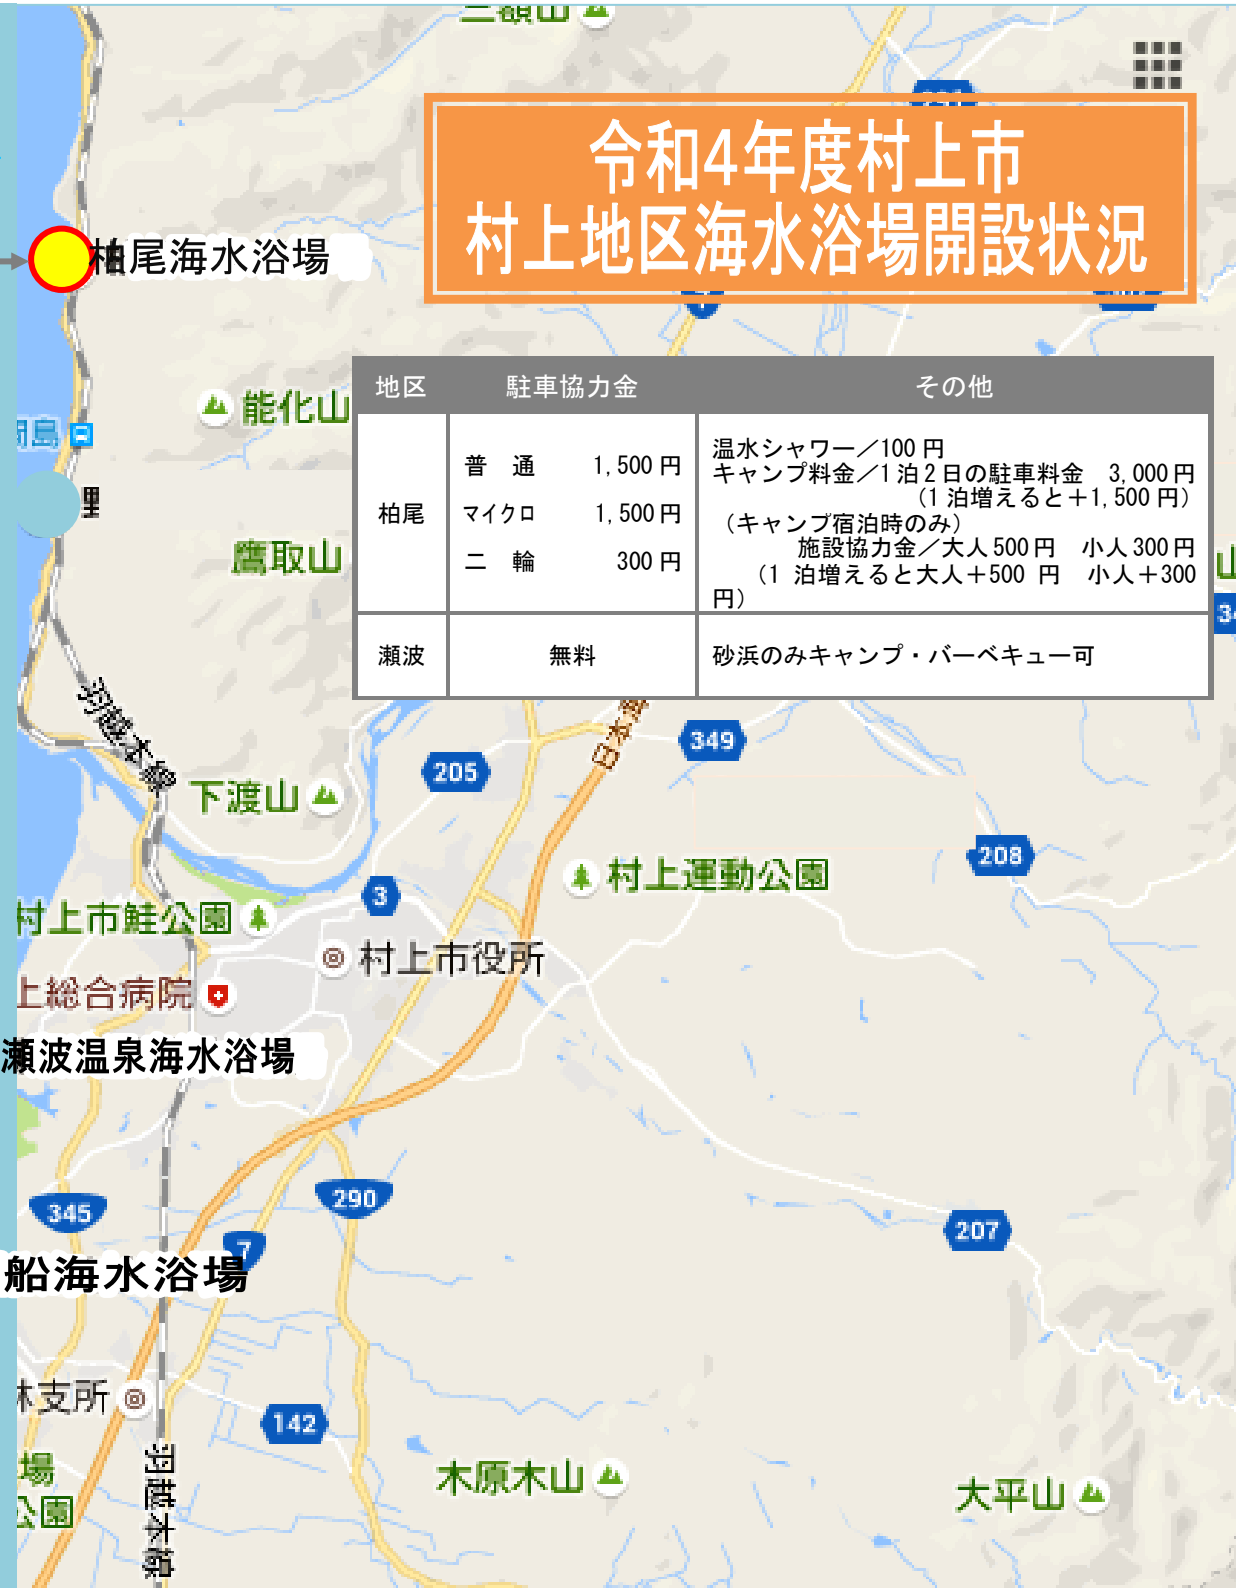 令和4年度村上市
村上地区海水浴場開設状況
柏尾海水浴場
地区 駐車協力金 その他
柏尾
普 通 1,500円
マイクロ 1,500円
二 輪 300円
温水シャワー／100円
キャンプ料金／1泊2日の駐車料金 3,000円
（1泊増えると＋1,500円）
（キャンプ宿泊時のみ）
施設協力金／大人500円 小人300円
（1 泊増えると大人＋500 円 小人＋300
円）
瀬波 無料 砂浜のみキャンプ・バーベキュー可
能化山
間島
鷹取山
羽越本線
下渡山
205
349
208
3
村上運動公園
村上市鮭公園
村上市役所
上総合病院
瀬波温泉海水浴場
345
290
7
207
船海水浴場
支所
142
羽越本線
木原木山
大平山
場
公園